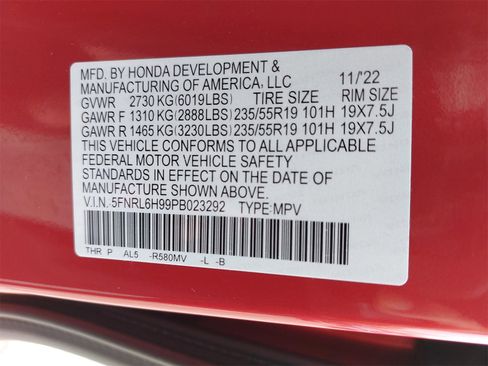 MFD. BY HONDA DEVELOPMENT &
MANUFACTURING OF AMERICA, LLC 11/'22
GVWR 2730 KG(6019LBS) TIRE SIZE RIM SIZE
GAWR F 1310 KG(2888LBS) 235/55R19 101H 19X7.5J
GAWR R 1465 KG(3230LBS) 235/55R19 101H 19X7.5J
THIS VEHICLE CONFORMS TO ALL APPLICABLE
FEDERAL MOTOR VEHICLE SAFETY
STANDARDS IN EFFECT ON THE DATE OF
MANUFACTURE SHOWN ABOVE.
V.I.N.-5FNRL6H99PB023292 TYPE:MPV
THR P AL5 -R580MV -L -B